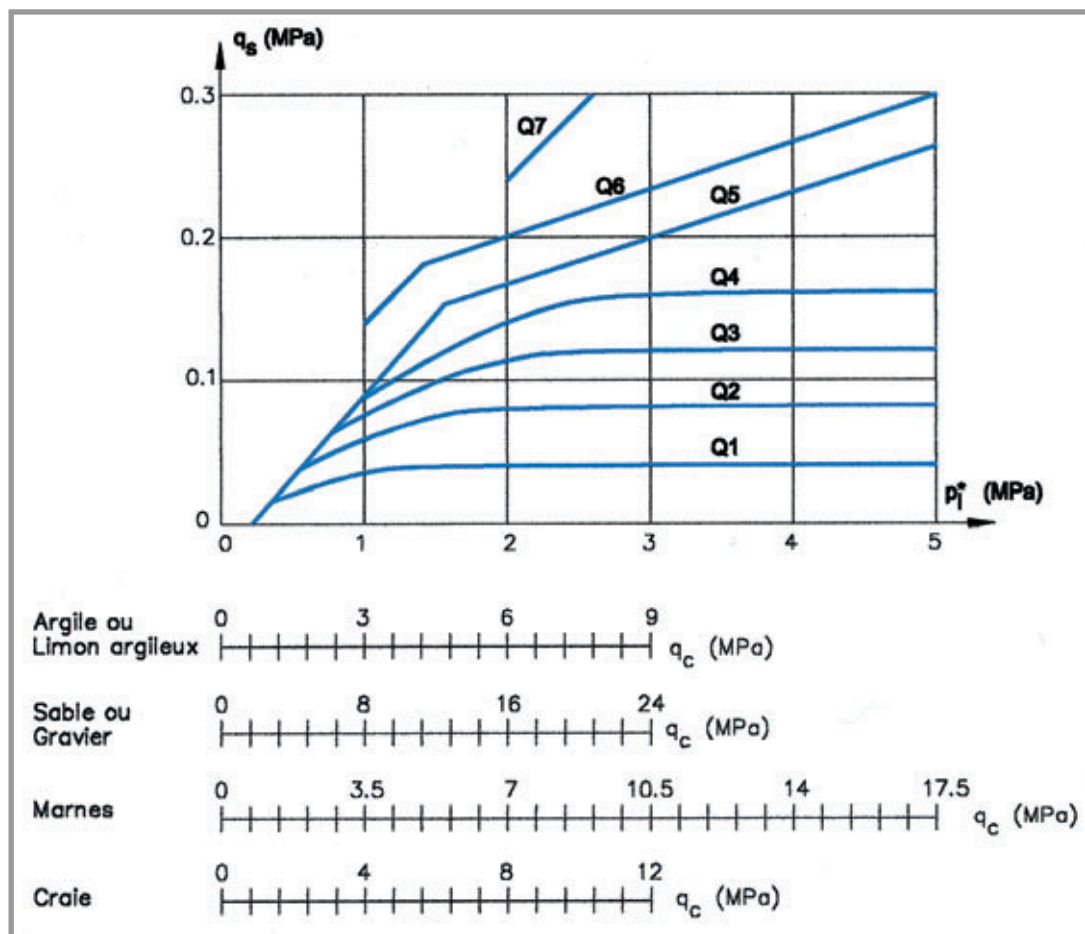 q_s (MPa)
0.3
Q7
Q6
Q5
0.2
Q4
Q3
0.1
Q2
Q1
p_l* (MPa)
0
0 1 2 3 4 5
0 3 6 9
Argile ou
Limon argileux
q_c (MPa)
0 8 16 24
Sable ou
Gravier
q_c (MPa)
0 3.5 7 10.5 14 17.5
Marnes
q_c (MPa)
0 4 8 12
Craie
q_c (MPa)